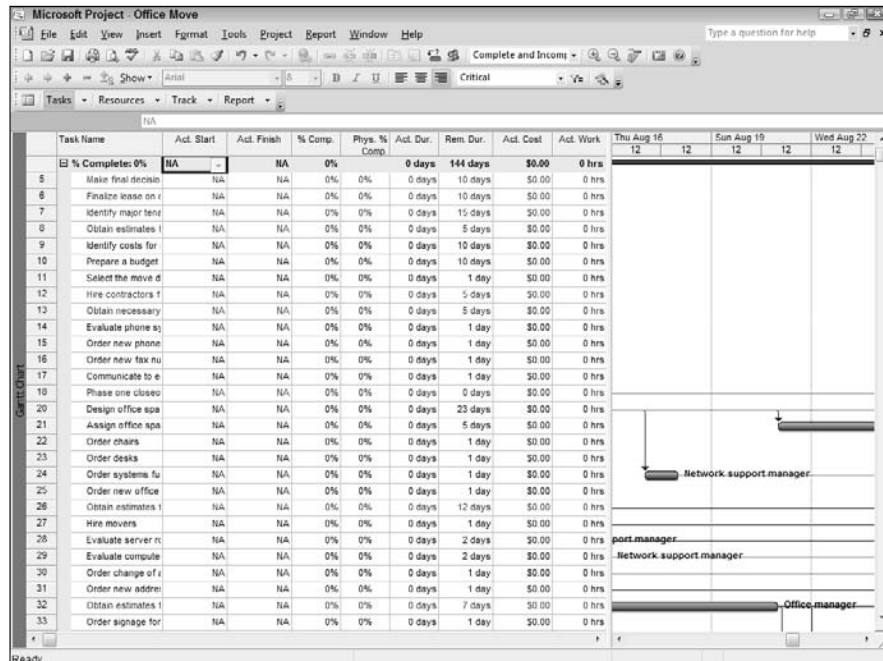 Microsoft Project - Office Move
File Edit View Insert Format Tools Project Report Window Help
Type a question for help
Show Arial 8 B I U Critical
Complete and Incom
Tasks Resources Track Report
NA
Task Name Act. Start Act. Finish % Comp. Phys. % Comp. Act. Dur. Rem. Dur. Act. Cost Act. Work Thu Aug 16 Sun Aug 19 Wed Aug 22
12 12 12 12 12
% Complete: 0% NA NA 0% 0 days 144 days $0.00 0 hrs
5 Make final decisio NA NA 0% 0% 0 days 10 days $0.00 0 hrs
6 Finalize lease on NA NA 0% 0% 0 days 10 days $0.00 0 hrs
7 Identify major tena NA NA 0% 0% 0 days 15 days $0.00 0 hrs
8 Obtain estimates NA NA 0% 0% 0 days 5 days $0.00 0 hrs
9 Identify costs for NA NA 0% 0% 0 days 10 days $0.00 0 hrs
10 Prepare a budget NA NA 0% 0% 0 days 10 days $0.00 0 hrs
11 Select the move d NA NA 0% 0% 0 days 1 day $0.00 0 hrs
12 Hire contractors f NA NA 0% 0% 0 days 5 days $0.00 0 hrs
13 Obtain necessary NA NA 0% 0% 0 days 5 days $0.00 0 hrs
14 Evaluate phone sy NA NA 0% 0% 0 days 1 day $0.00 0 hrs
15 Order new phone NA NA 0% 0% 0 days 1 day $0.00 0 hrs
16 Order new fax nu NA NA 0% 0% 0 days 1 day $0.00 0 hrs
17 Communicate to e NA NA 0% 0% 0 days 1 day $0.00 0 hrs
18 Phase one closeo NA NA 0% 0% 0 days 0 days $0.00 0 hrs
20 Design office spa NA NA 0% 0% 0 days 23 days $0.00 0 hrs
21 Assign office spa NA NA 0% 0% 0 days 5 days $0.00 0 hrs
22 Order chairs NA NA 0% 0% 0 days 1 day $0.00 0 hrs
23 Order desks NA NA 0% 0% 0 days 1 day $0.00 0 hrs
24 Order systems fu NA NA 0% 0% 0 days 1 day $0.00 0 hrs Network support manager
25 Order new office NA NA 0% 0% 0 days 1 day $0.00 0 hrs
26 Obtain estimates NA NA 0% 0% 0 days 12 days $0.00 0 hrs
27 Hire movers NA NA 0% 0% 0 days 1 day $0.00 0 hrs
28 Evaluate server ro NA NA 0% 0% 0 days 2 days $0.00 0 hrs port manager
29 Evaluate compute NA NA 0% 0% 0 days 2 days $0.00 0 hrs Network support manager
30 Order change of a NA NA 0% 0% 0 days 1 day $0.00 0 hrs
31 Order new addre NA NA 0% 0% 0 days 1 day $0.00 0 hrs
32 Obtain estimates NA NA 0% 0% 0 days 7 days $0.00 0 hrs Office manager
33 Order signage for NA NA 0% 0% 0 days 1 day $0.00 0 hrs
Gantt Chart
Ready